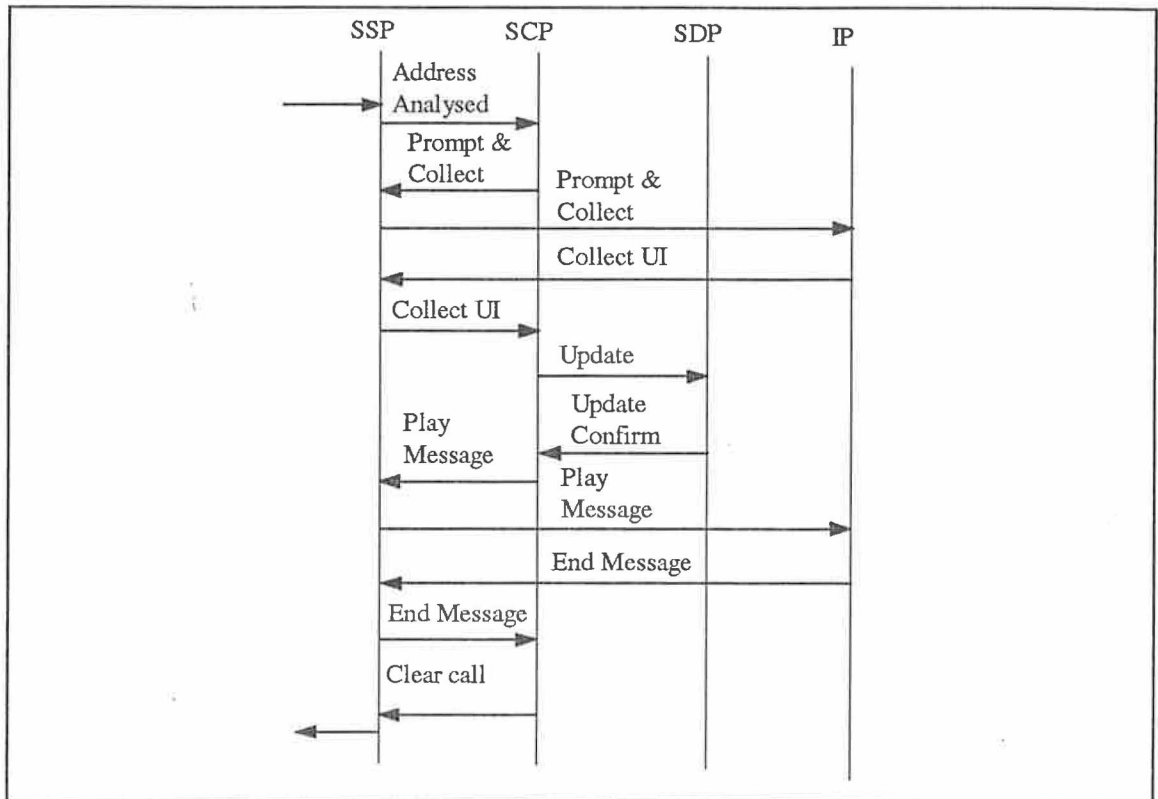 SSP SCP SDP IP
Address
Analysed
Prompt &
Collect
Prompt &
Collect
Collect UI
Collect UI
Update
Update
Confirm
Play
Message
Play
Message
End Message
End Message
Clear call